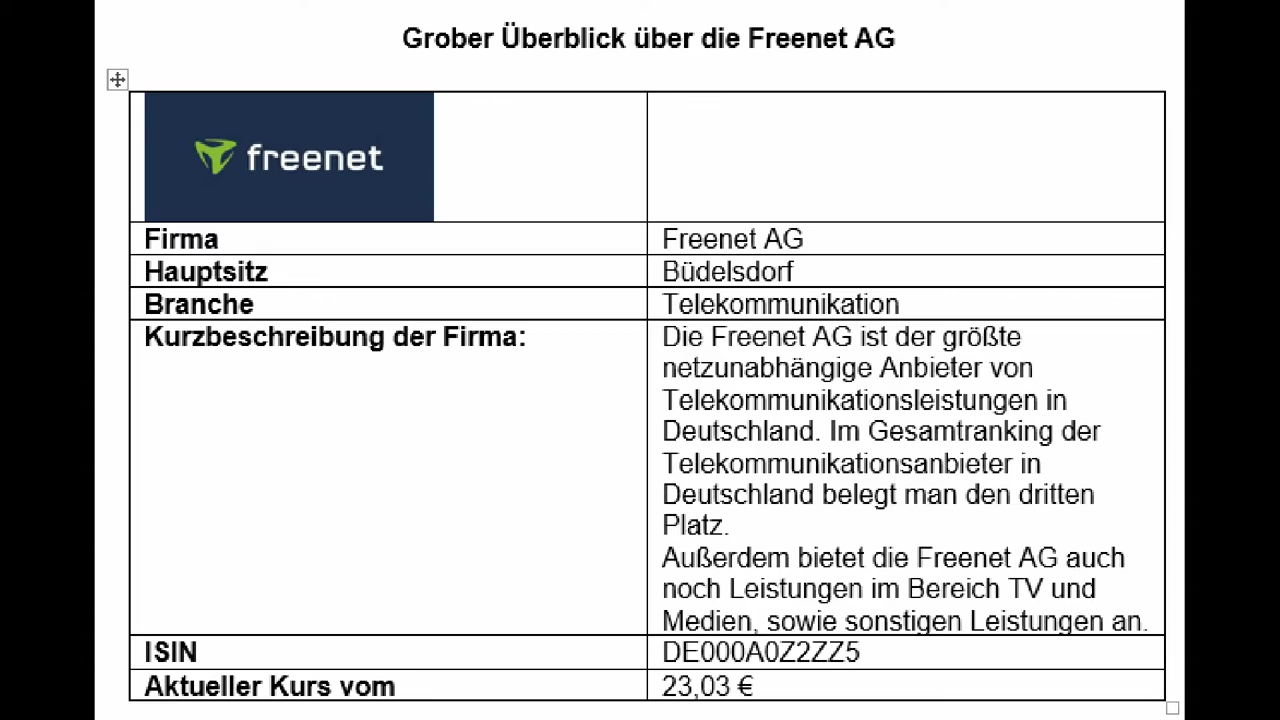 Grober Überblick über die Freenet AG
freenet
Firma
Freenet AG
Hauptsitz
Büdelsdorf
Branche
Telekommunikation
Kurzbeschreibung der Firma:
Die Freenet AG ist der größte
netzunabhängige Anbieter von
Telekommunikationsleistungen in
Deutschland. Im Gesamtranking der
Telekommunikationsanbieter in
Deutschland belegt man den dritten
Platz.
Außerdem bietet die Freenet AG auch
noch Leistungen im Bereich TV und
Medien, sowie sonstigen Leistungen an.
ISIN
DE000A0Z2ZZ5
Aktueller Kurs vom
23,03 €